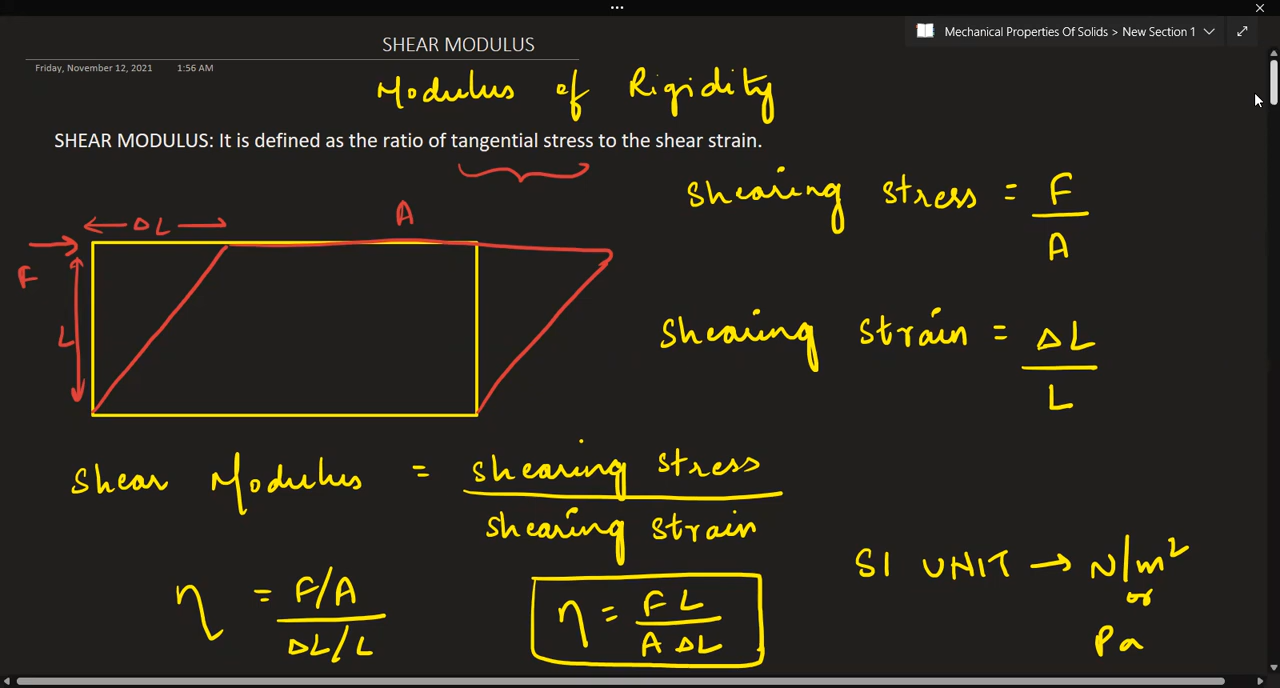 Mechanical Properties Of Solids > New Section 1
SHEAR MODULUS
Friday, November 12, 2021 1:56 AM
Modulus of Rigidity
SHEAR MODULUS: It is defined as the ratio of tangential stress to the shear strain.
Shearing stress = F/A
ΔL
A
F
L
Shearing strain = ΔL/L
Shear Modulus = shearing stress / shearing strain
SI UNIT → N/m²
or
Pa
η = F/A / ΔL/L
η = F L / A ΔL